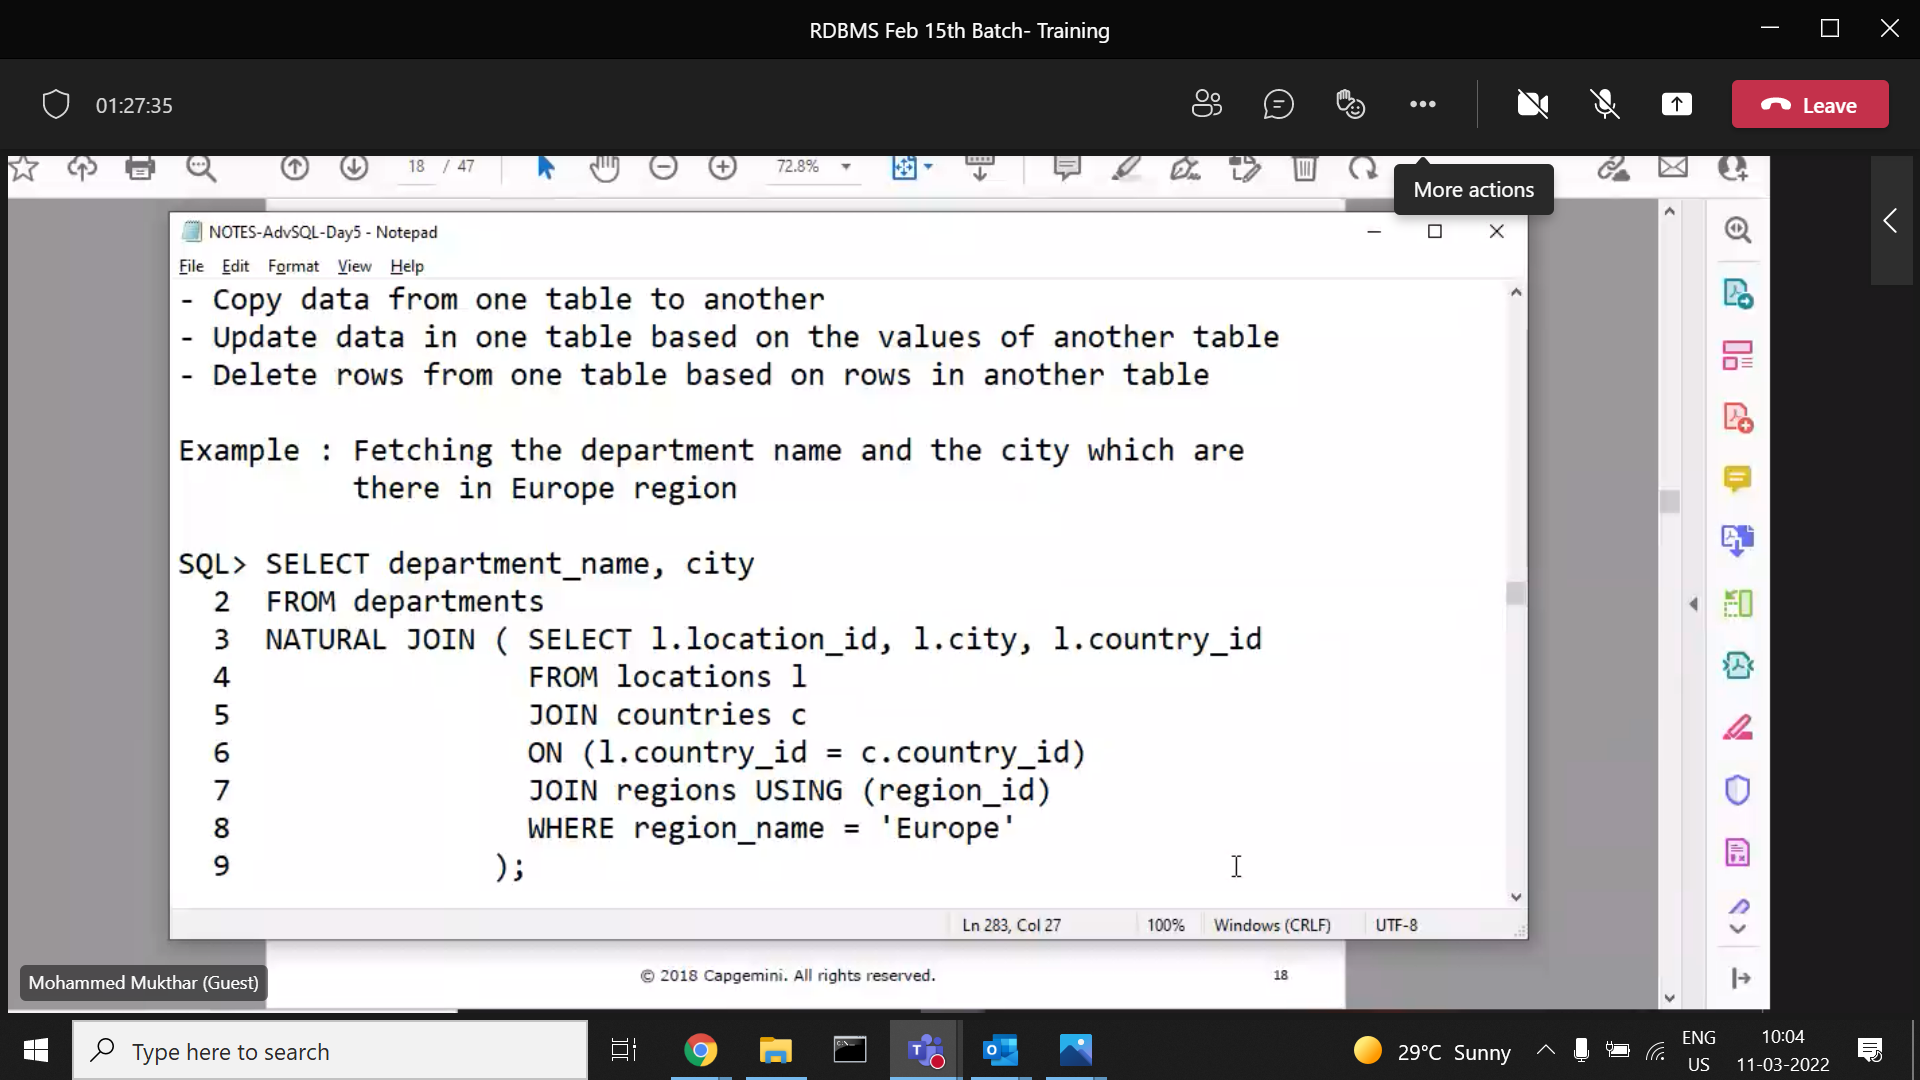 RDBMS Feb 15th Batch- Training
01:27:35
Leave
18 / 47
72.8%
More actions
NOTES-AdvSQL-Day5 - Notepad
File Edit Format View Help
- Copy data from one table to another
- Update data in one table based on the values of another table
- Delete rows from one table based on rows in another table
Example : Fetching the department name and the city which are
there in Europe region
SQL> SELECT department_name, city
2 FROM departments
3 NATURAL JOIN ( SELECT l.location_id, l.city, l.country_id
4 FROM locations l
5 JOIN countries c
6 ON (l.country_id = c.country_id)
7 JOIN regions USING (region_id)
8 WHERE region_name = 'Europe'
9 );
Ln 283, Col 27 100% Windows (CRLF) UTF-8
Mohammed Mukthar (Guest)
© 2018 Capgemini. All rights reserved. 18
Type here to search
29°C Sunny
ENG
US
10:04
11-03-2022